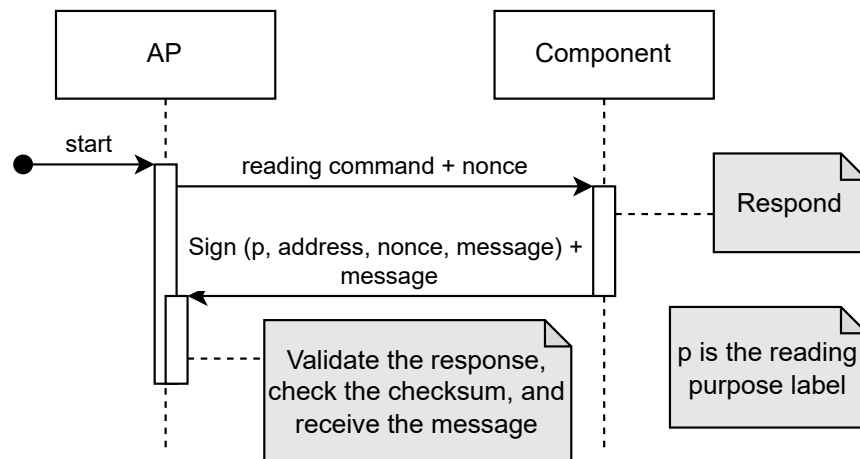 AP
Component
start
reading command + nonce
Respond
Sign (p, address, nonce, message) +
message
p is the reading
purpose label
Validate the response,
check the checksum, and
receive the message